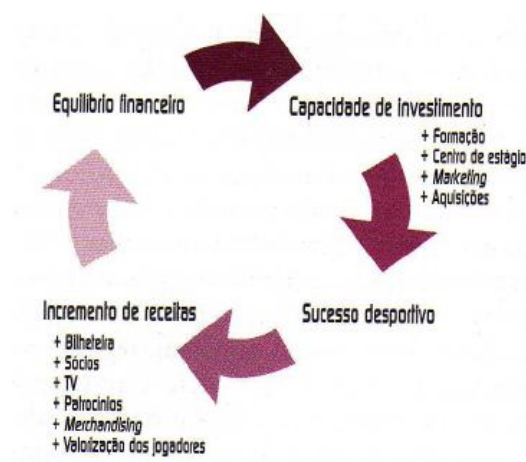 Equilíbrio financeiro
Capacidade de investimento
+ Formação
+ Centro de estágio
+ Marketing
+ Aquisições
Sucesso desportivo
Incremento de receitas
+ Bilheteira
+ Sócios
+ TV
+ Patrocínios
+ Merchandising
+ Valorização dos jogadores